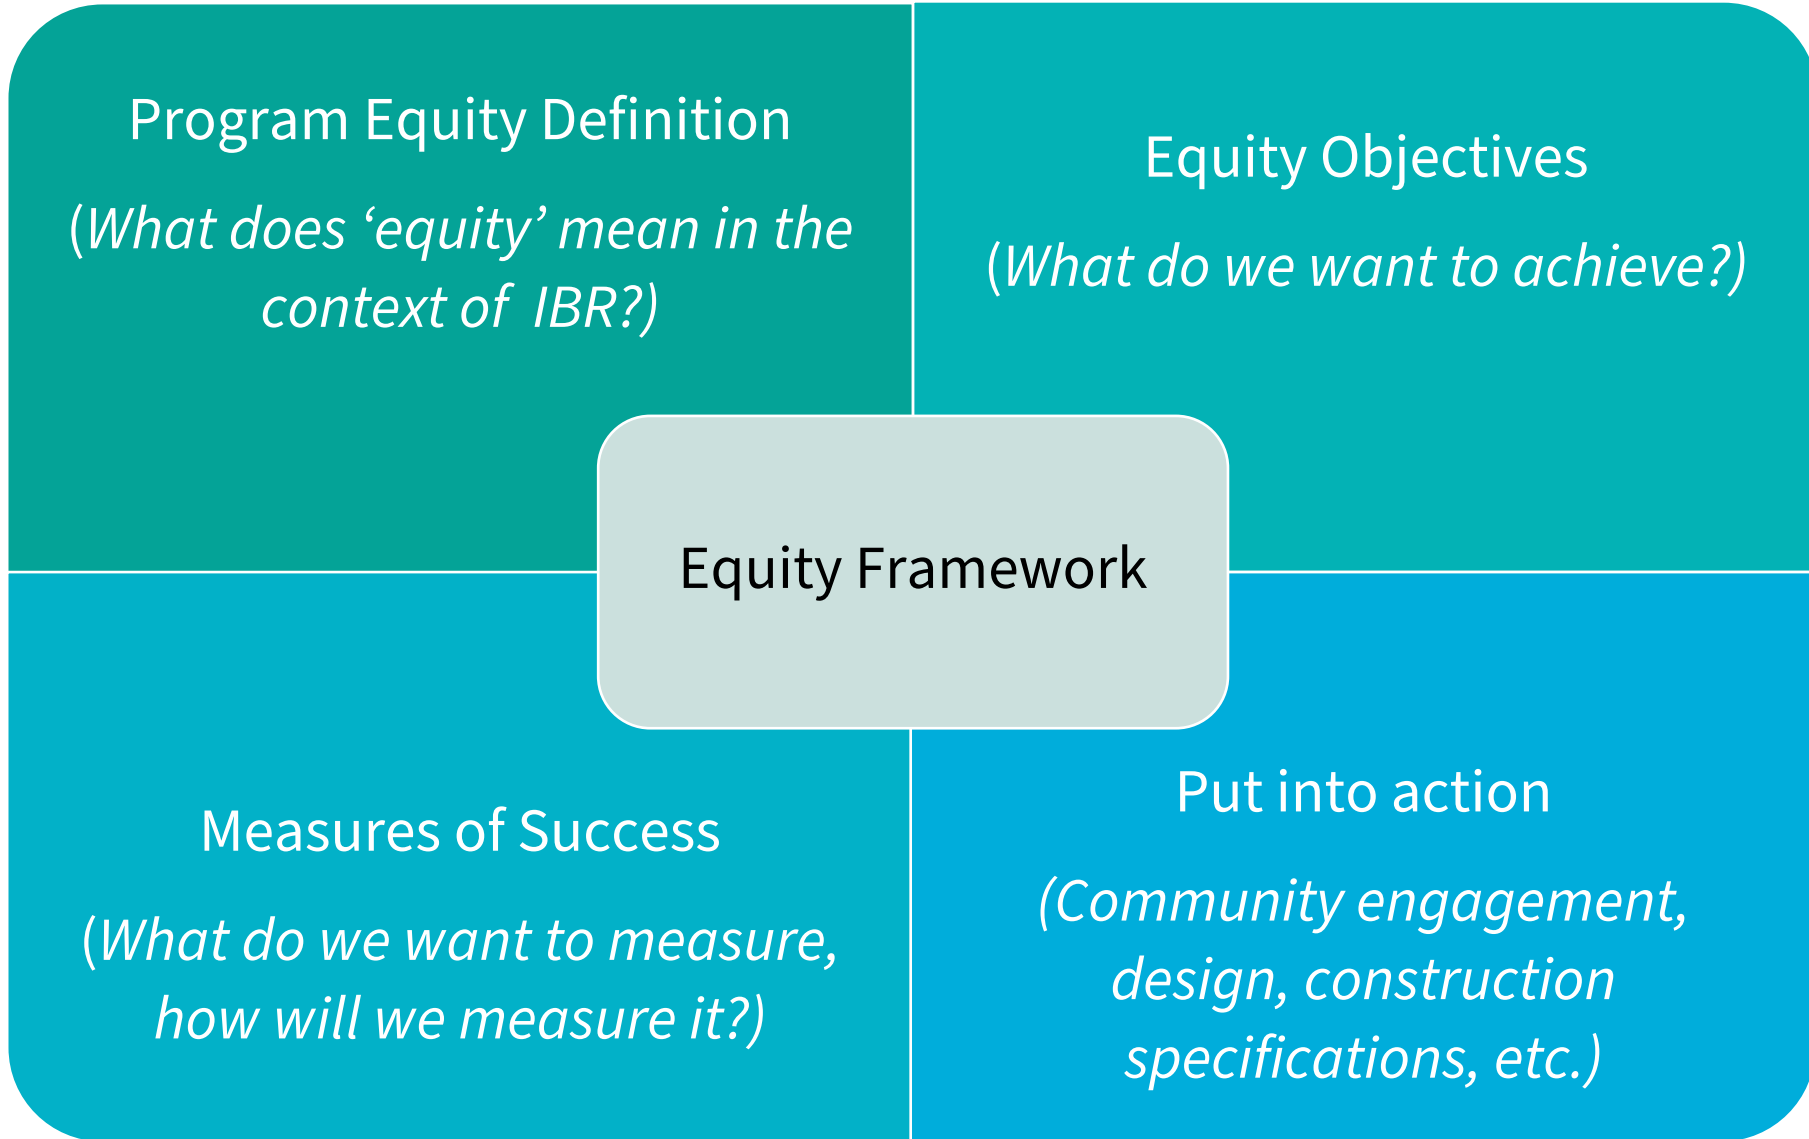 Program Equity Definition
(What does ‘equity’ mean in the
context of  IBR?)
Equity Objectives
(What do we want to achieve?)
Equity Framework
Measures of Success
(What do we want to measure,
how will we measure it?)
Put into action
(Community engagement,
design, construction
specifications, etc.)